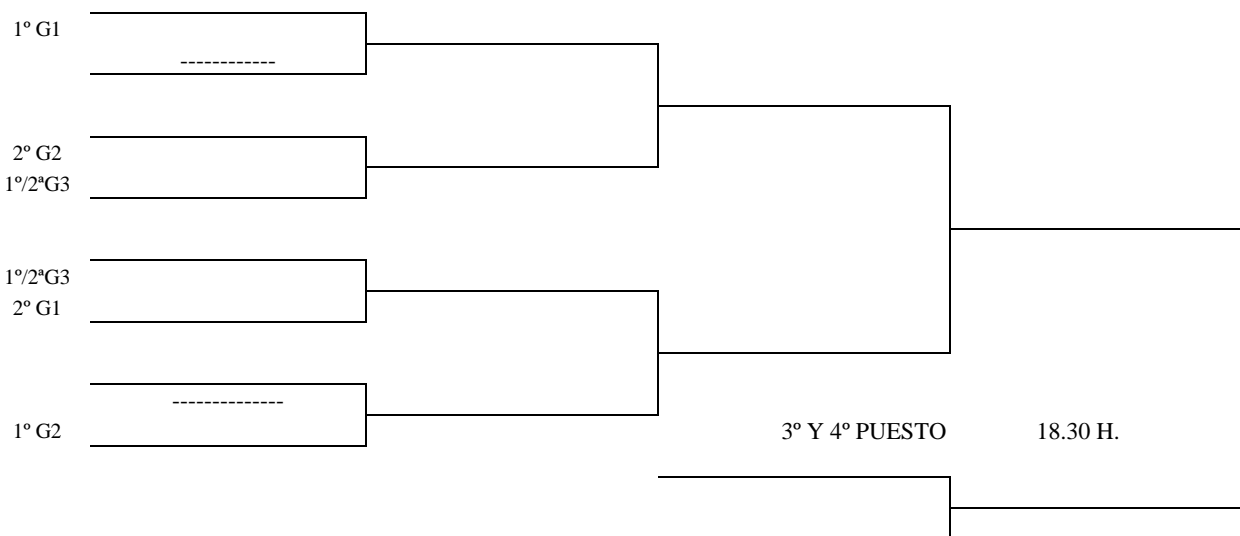 1º G1
------------
2º G2
1º/2ªG3
1º/2ªG3
2º G1
--------------
1º G2
3º Y 4º PUESTO 18.30 H.